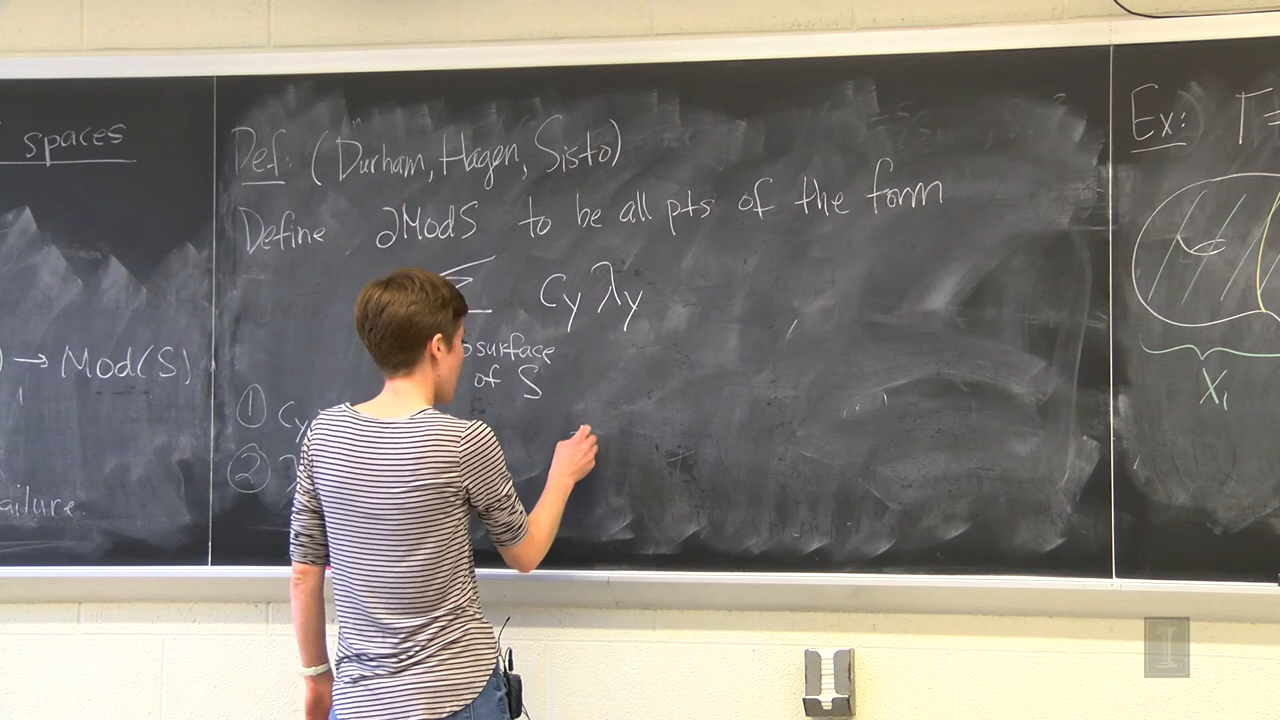 spaces
→ Mod(S)
ailure.
Def: (Durham, Hagen, Sisto)
Define ∂ModS to be all pts of the form
Σ c_Y λ_Y
surface
of S
① c_Y
②
Ex: Γ =
X₁
I